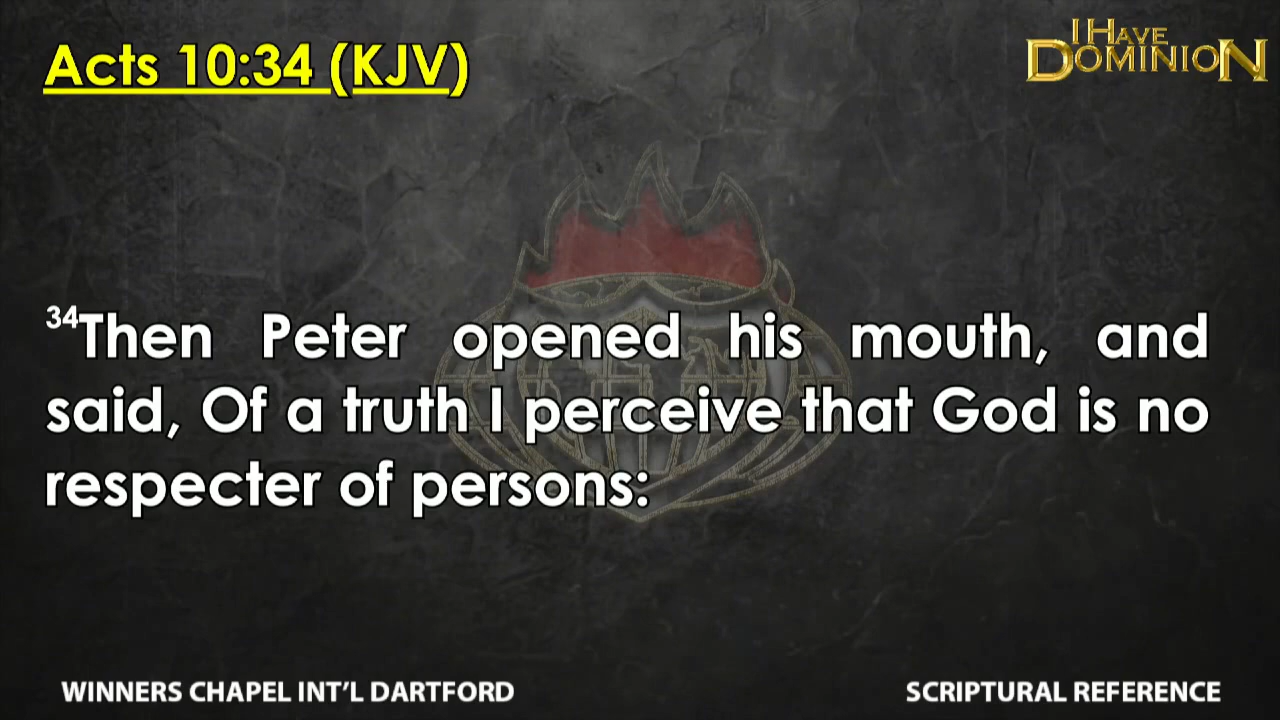 Acts 10:34 (KJV)
I HAVE
DOMINION
34Then Peter opened his mouth, and
said, Of a truth I perceive that God is no
respecter of persons:
WINNERS CHAPEL INT'L DARTFORD
SCRIPTURAL REFERENCE